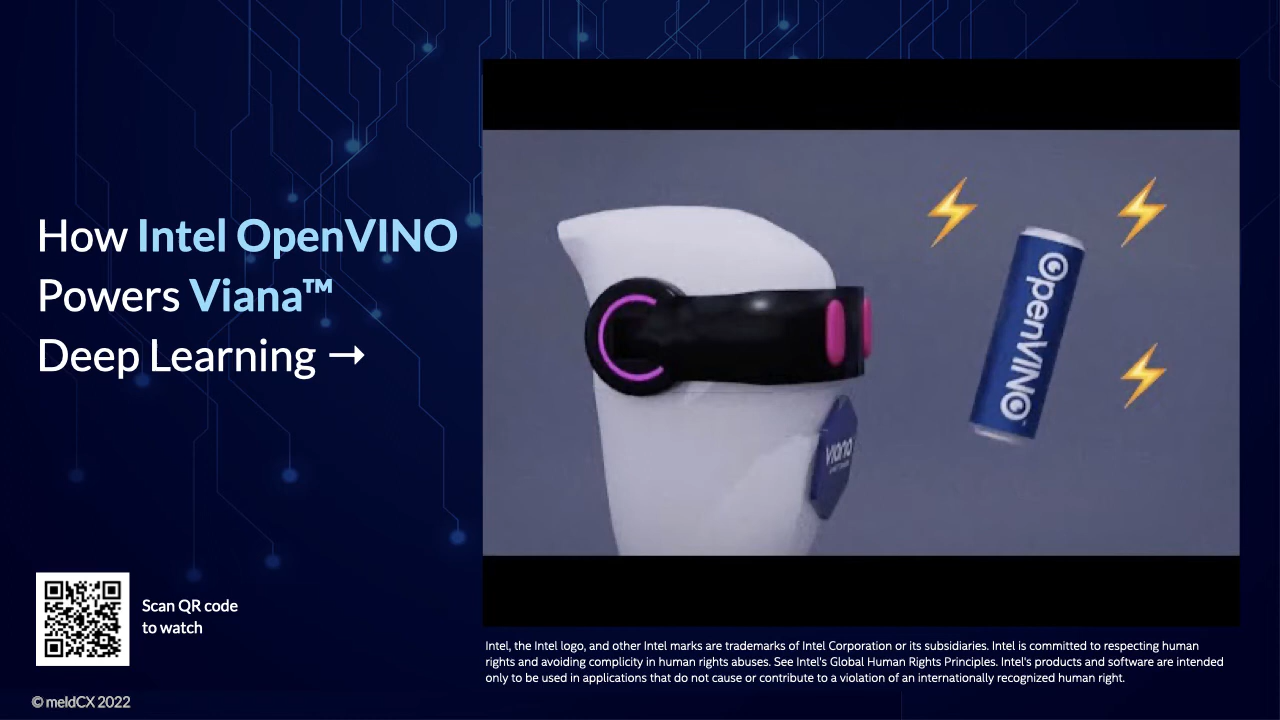 How Intel OpenVINO
Powers Viana™
Deep Learning →
OpenVINO
viana
Scan QR code
to watch
Intel, the Intel logo, and other Intel marks are trademarks of Intel Corporation or its subsidiaries. Intel is committed to respecting human
rights and avoiding complicity in human rights abuses. See Intel's Global Human Rights Principles. Intel's products and software are intended
only to be used in applications that do not cause or contribute to a violation of an internationally recognized human right.
© meldCX 2022